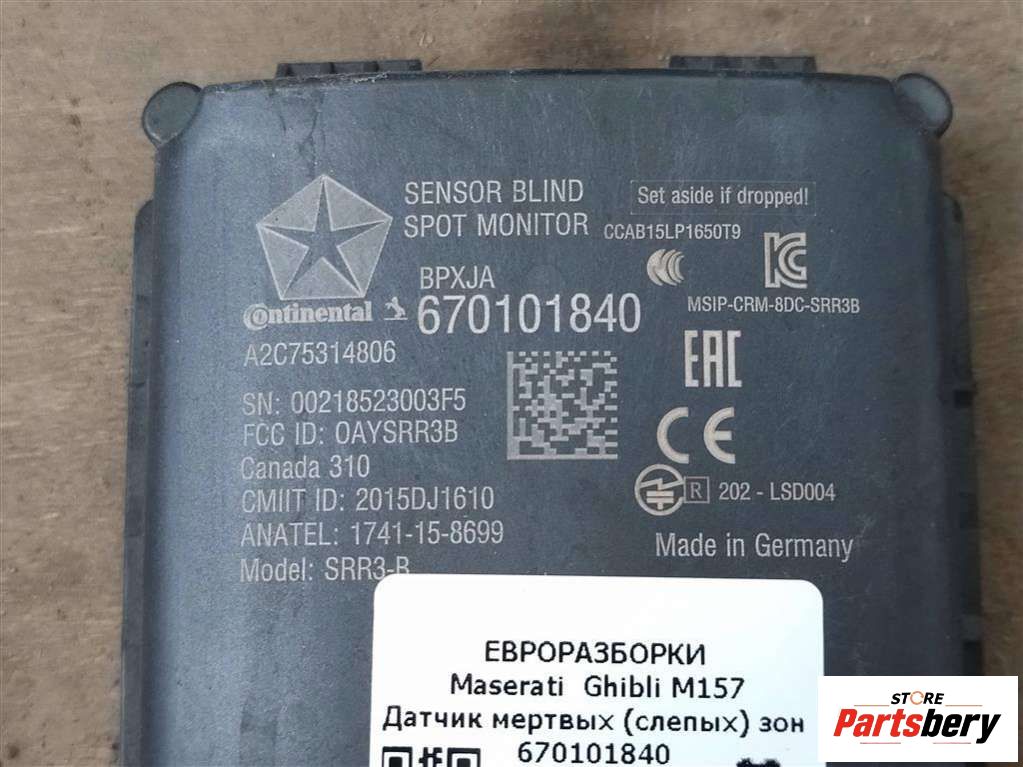 SENSOR BLIND
SPOT MONITOR
Set aside if dropped!
CCAB15LP1650T9
BPXJA
Continental
670101840
MSIP-CRM-8DC-SRR3B
A2C75314806
EAC
SN: 00218523003F5
FCC ID: OAYSRR3B
CE
Canada 310
CMIIT ID: 2015DJ1610
R 202 - LSD004
ANATEL: 1741-15-8699
Made in Germany
Model: SRR3-B
ЕВРОРАЗБОРКИ
Maserati Ghibli M157
Датчик мертвых (слепых) зон
670101840
STORE
Partsbery